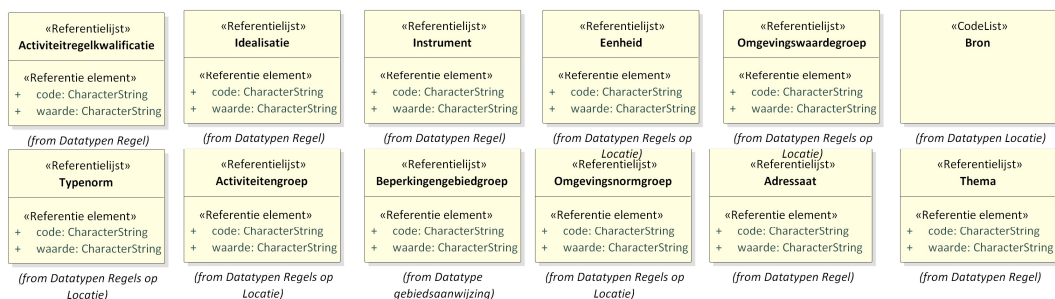 «Referentielijst»
Activiteitregelkwalificatie
«Referentie element»
+ code: CharacterString
+ waarde: CharacterString
(from Datatypen Regel)
«Referentielijst»
Idealisatie
«Referentie element»
+ code: CharacterString
+ waarde: CharacterString
(from Datatypen Regel)
«Referentielijst»
Instrument
«Referentie element»
+ code: CharacterString
+ waarde: CharacterString
(from Datatypen Regel)
«Referentielijst»
Eenheid
«Referentie element»
+ code: CharacterString
+ waarde: CharacterString
(from Datatypen Regels op
Locatie)
«Referentielijst»
Omgevingswaardegroep
«Referentie element»
+ code: CharacterString
+ waarde: CharacterString
(from Datatypen Regels op
Locatie)
«CodeList»
Bron
(from Datatypen Locatie)
«Referentielijst»
Typenorm
«Referentie element»
+ code: CharacterString
+ waarde: CharacterString
(from Datatypen Regels op
Locatie)
«Referentielijst»
Activiteitengroep
«Referentie element»
+ code: CharacterString
+ waarde: CharacterString
(from Datatypen Regels op
Locatie)
«Referentielijst»
Beperkingengebiedgroep
«Referentie element»
+ code: CharacterString
+ waarde: CharacterString
(from Datatype
gebiedsaanwijzing)
«Referentielijst»
Omgevingsnormgroep
«Referentie element»
+ code: CharacterString
+ waarde: CharacterString
(from Datatypen Regels op
Locatie)
«Referentielijst»
Adressaat
«Referentie element»
+ code: CharacterString
+ waarde: CharacterString
(from Datatypen Regel)
«Referentielijst»
Thema
«Referentie element»
+ code: CharacterString
+ waarde: CharacterString
(from Datatypen Regel)